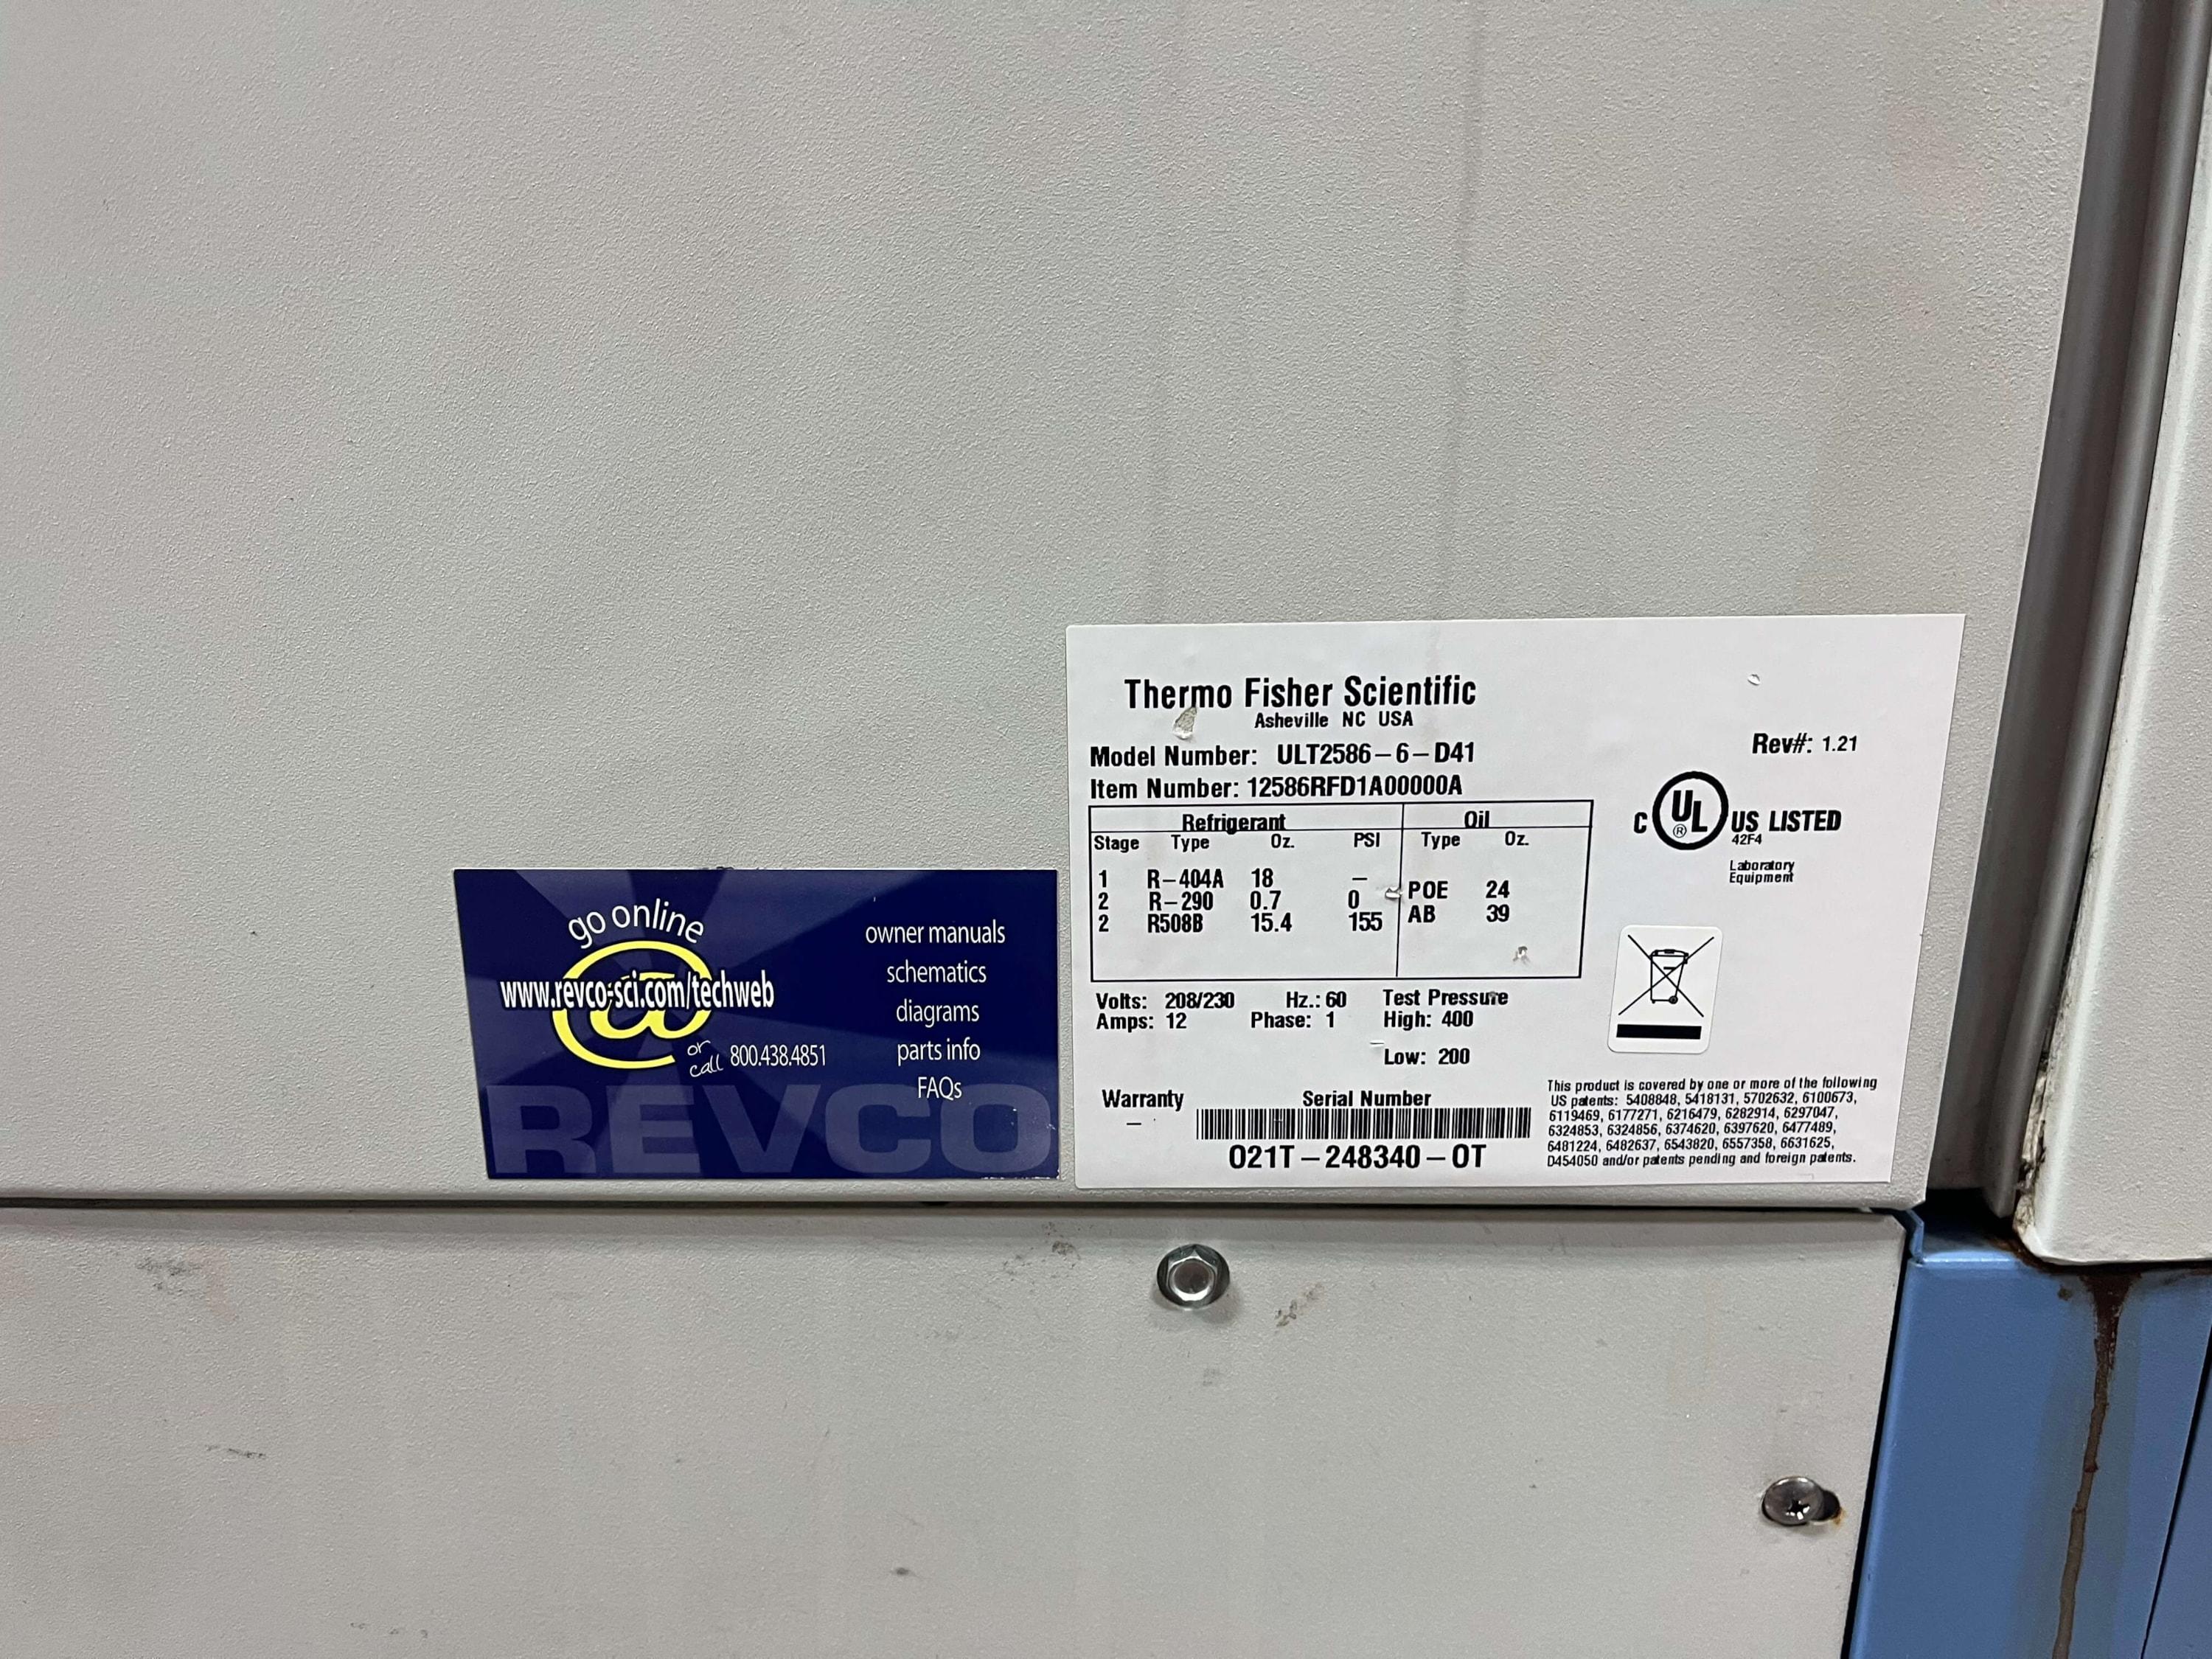 go online
www.revco-sci.com/techweb
@
or
call 800.438.4851
owner manuals
schematics
diagrams
parts info
FAQs
REVCO
Thermo Fisher Scientific
Asheville NC USA
Model Number: ULT2586-6-D41
Item Number: 12586RFD1A00000A
Rev#: 1.21
Refrigerant Oil
Stage Type Oz. PSI Type Oz.
1 R-404A 18 — POE 24
2 R-290 0.7 0 AB 39
2 R508B 15.4 155
C UL ® US LISTED
42F4
Laboratory
Equipment
Volts: 208/230 Hz.: 60 Test Pressure
Amps: 12 Phase: 1 High: 400
Low: 200
Warranty Serial Number
—
021T-248340-0T
This product is covered by one or more of the following
US patents: 5408848, 5418131, 5702632, 6100673,
6119469, 6177271, 6216479, 6282914, 6297047,
6324853, 6324856, 6374620, 6397620, 6477489,
6481224, 6482637, 6543820, 6557358, 6631625,
D454050 and/or patents pending and foreign patents.